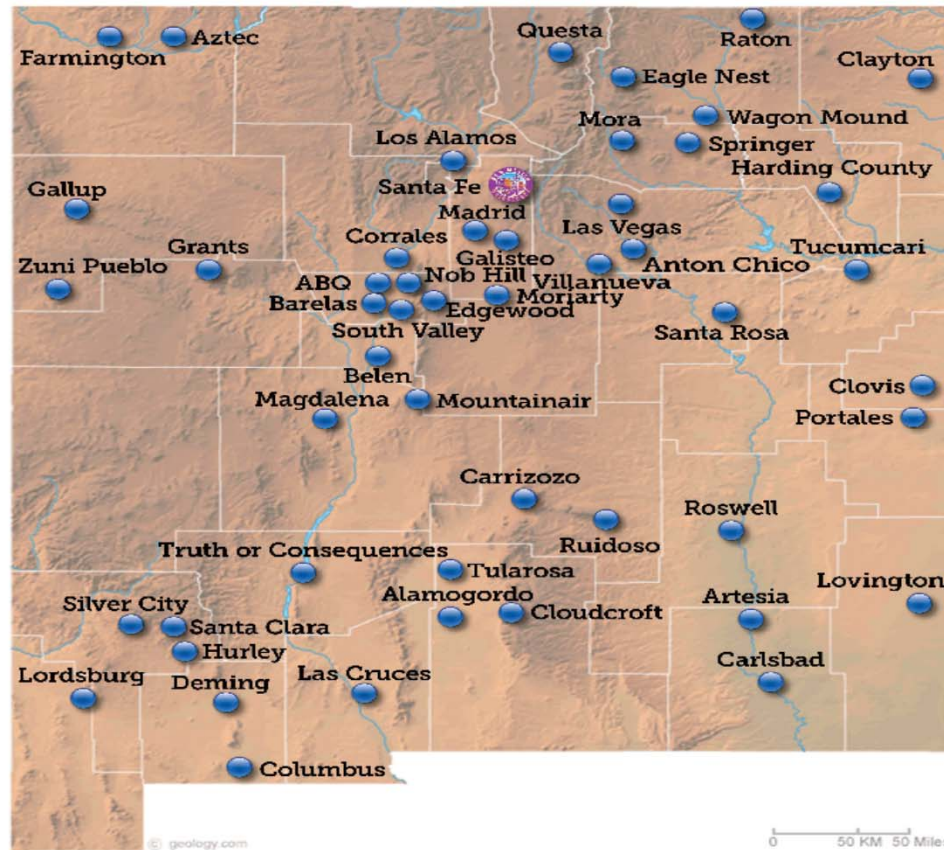 Questa
Raton
Farmington
Aztec
Clayton
Eagle Nest
Mora
Wagon Mound
Springer
Los Alamos
Harding County
Santa Fe
Gallup
Madrid
Las Vegas
Corrales
Galisteo
Grants
Tucumcari
Zuni Pueblo
Anton Chico
ABQ
Nob Hill
Villanueva
Moriarty
Barelas
Edgewood
South Valley
Santa Rosa
Belen
Clovis
Magdalena
Mountainair
Portales
Carrizozo
Roswell
Ruidoso
Truth or Consequences
Tularosa
Lovington
Silver City
Alamogordo
Cloudcroft
Artesia
Santa Clara
Hurley
Carlsbad
Lordsburg
Deming
Las Cruces
Columbus
© geology.com
0 50 KM 50 Miles